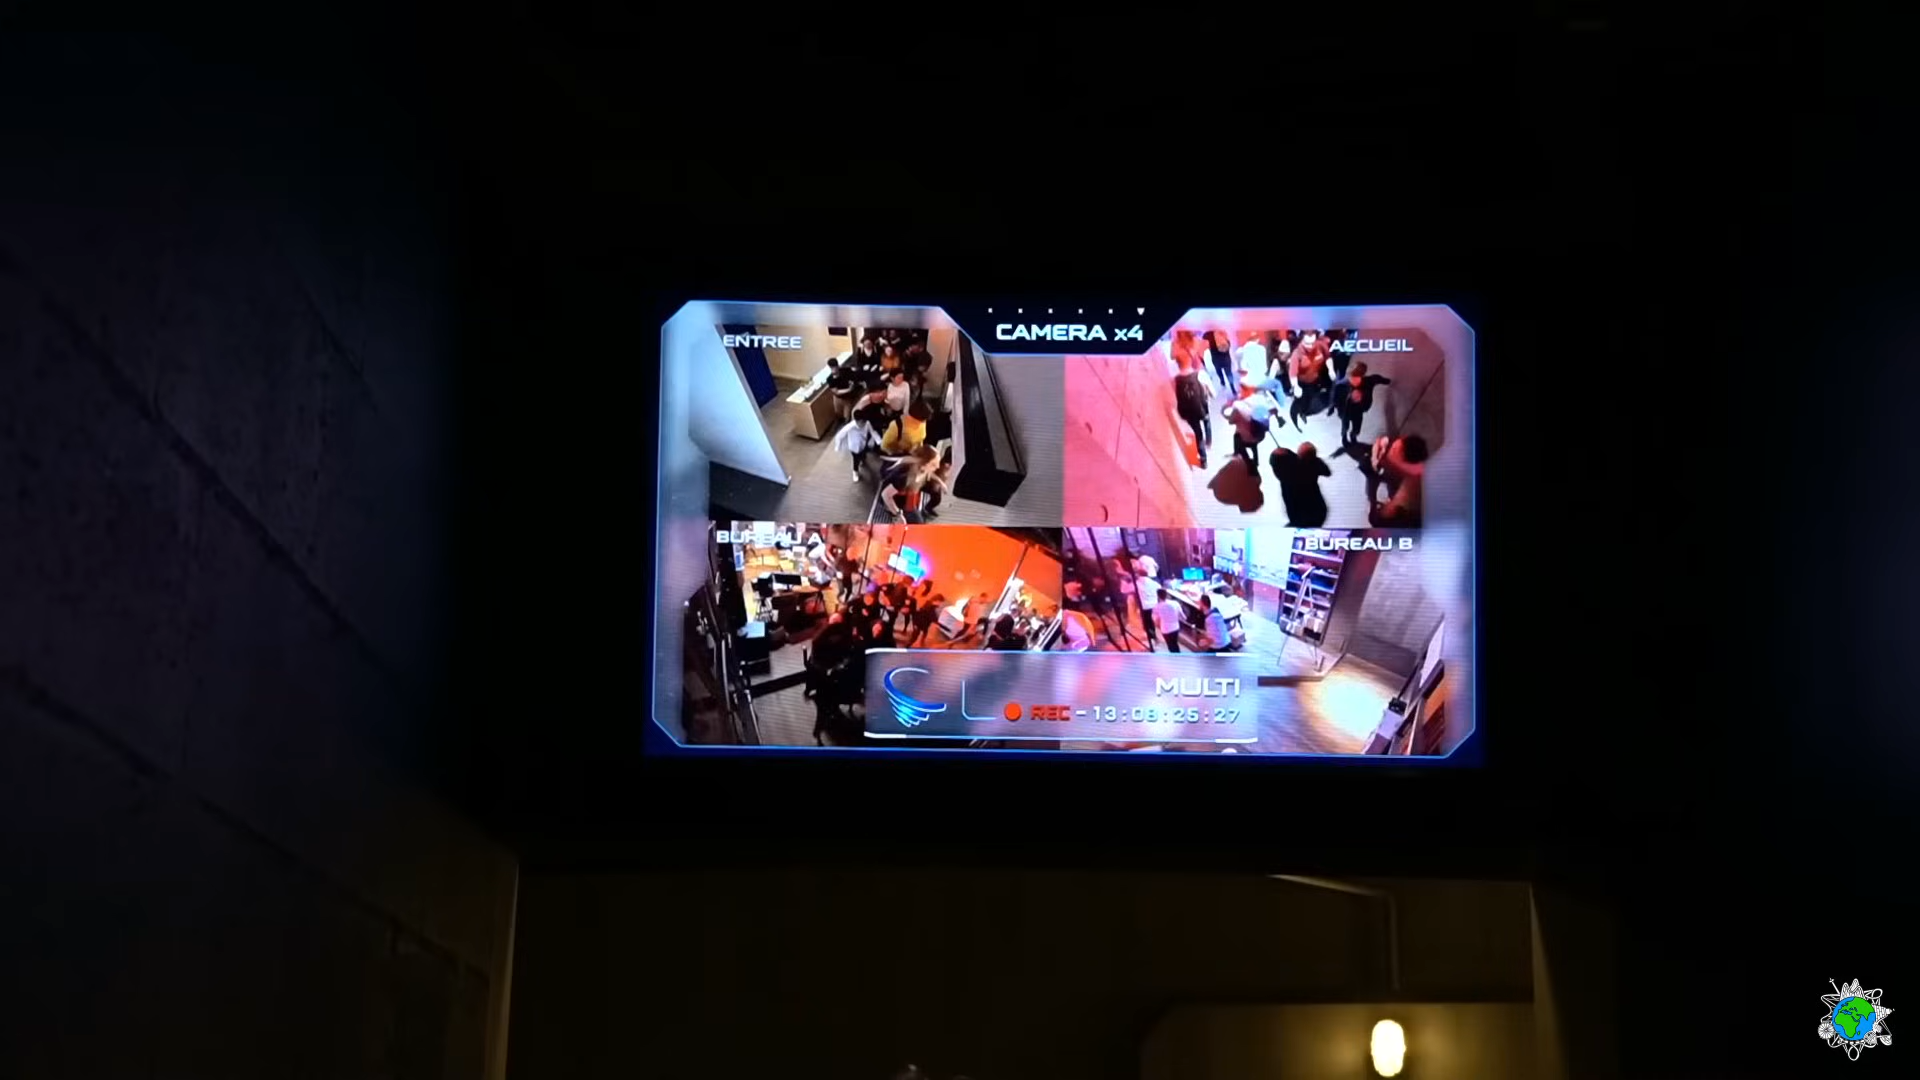 CAMERA x4
ENTREE
ACCUEIL
BUREAU A
BUREAU B
MULTI
REC - 13:08:25:27